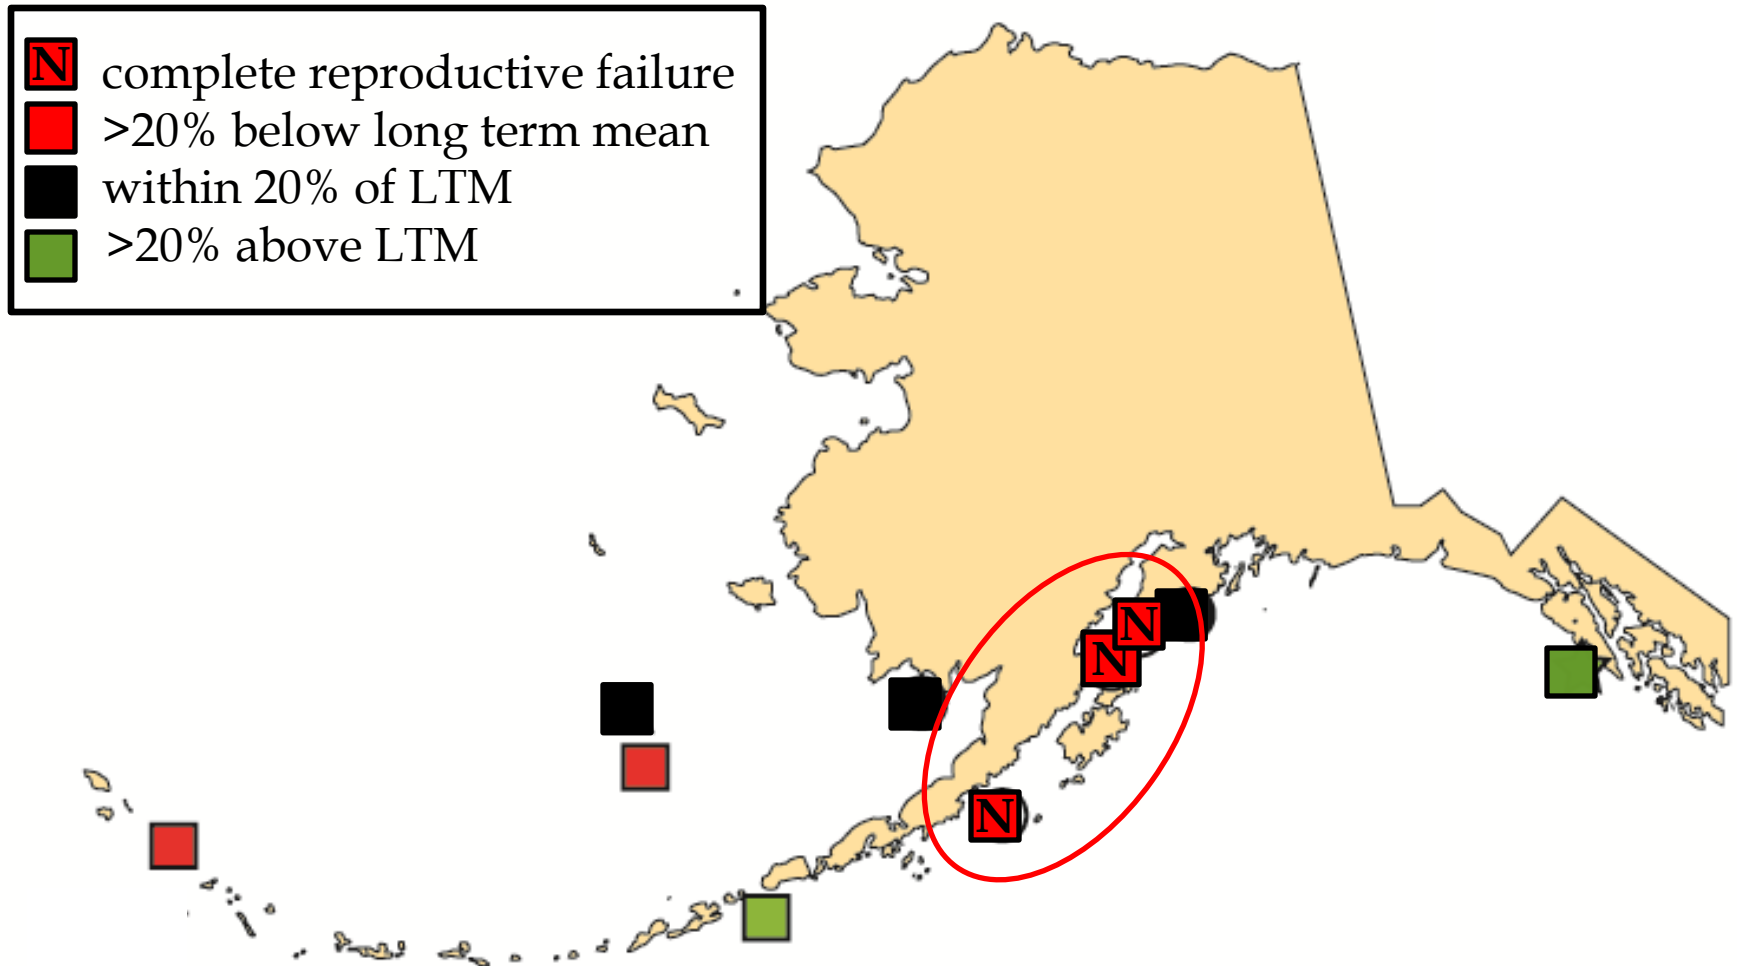 N complete reproductive failure
>20% below long term mean
within 20% of LTM
>20% above LTM
N
N
N